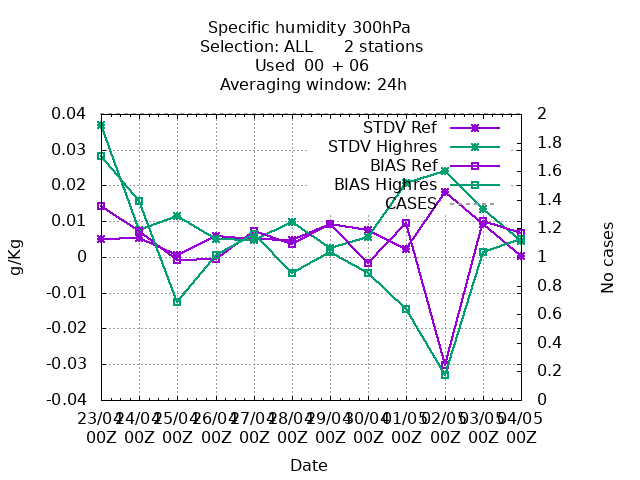 Specific humidity 300hPa
Selection: ALL 2 stations
Used 00 + 06
Averaging window: 24h
0.04
0.03
0.02
0.01
0
-0.01
-0.02
-0.03
-0.04
g/Kg
STDV Ref
STDV Highres
BIAS Ref
BIAS Highres
CASES
2
1.8
1.6
1.4
1.2
1
0.8
0.6
0.4
0.2
0
No cases
23/04 24/04 25/04 26/04 27/04 28/04 29/04 30/04 01/05 02/05 03/05 04/05
00Z 00Z 00Z 00Z 00Z 00Z 00Z 00Z 00Z 00Z 00Z 00Z
Date